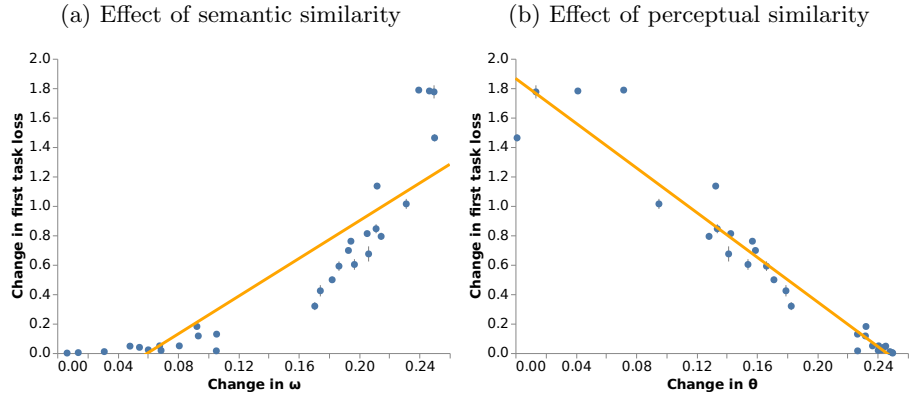 (a) Effect of semantic similarity
2.0
1.8
1.6
1.4
1.2
1.0
0.8
0.6
0.4
0.2
0.0
Change in first task loss
0.00 0.04 0.08 0.12 0.16 0.20 0.24
Change in ω
(b) Effect of perceptual similarity
2.0
1.8
1.6
1.4
1.2
1.0
0.8
0.6
0.4
0.2
0.0
Change in first task loss
0.00 0.04 0.08 0.12 0.16 0.20 0.24
Change in θ